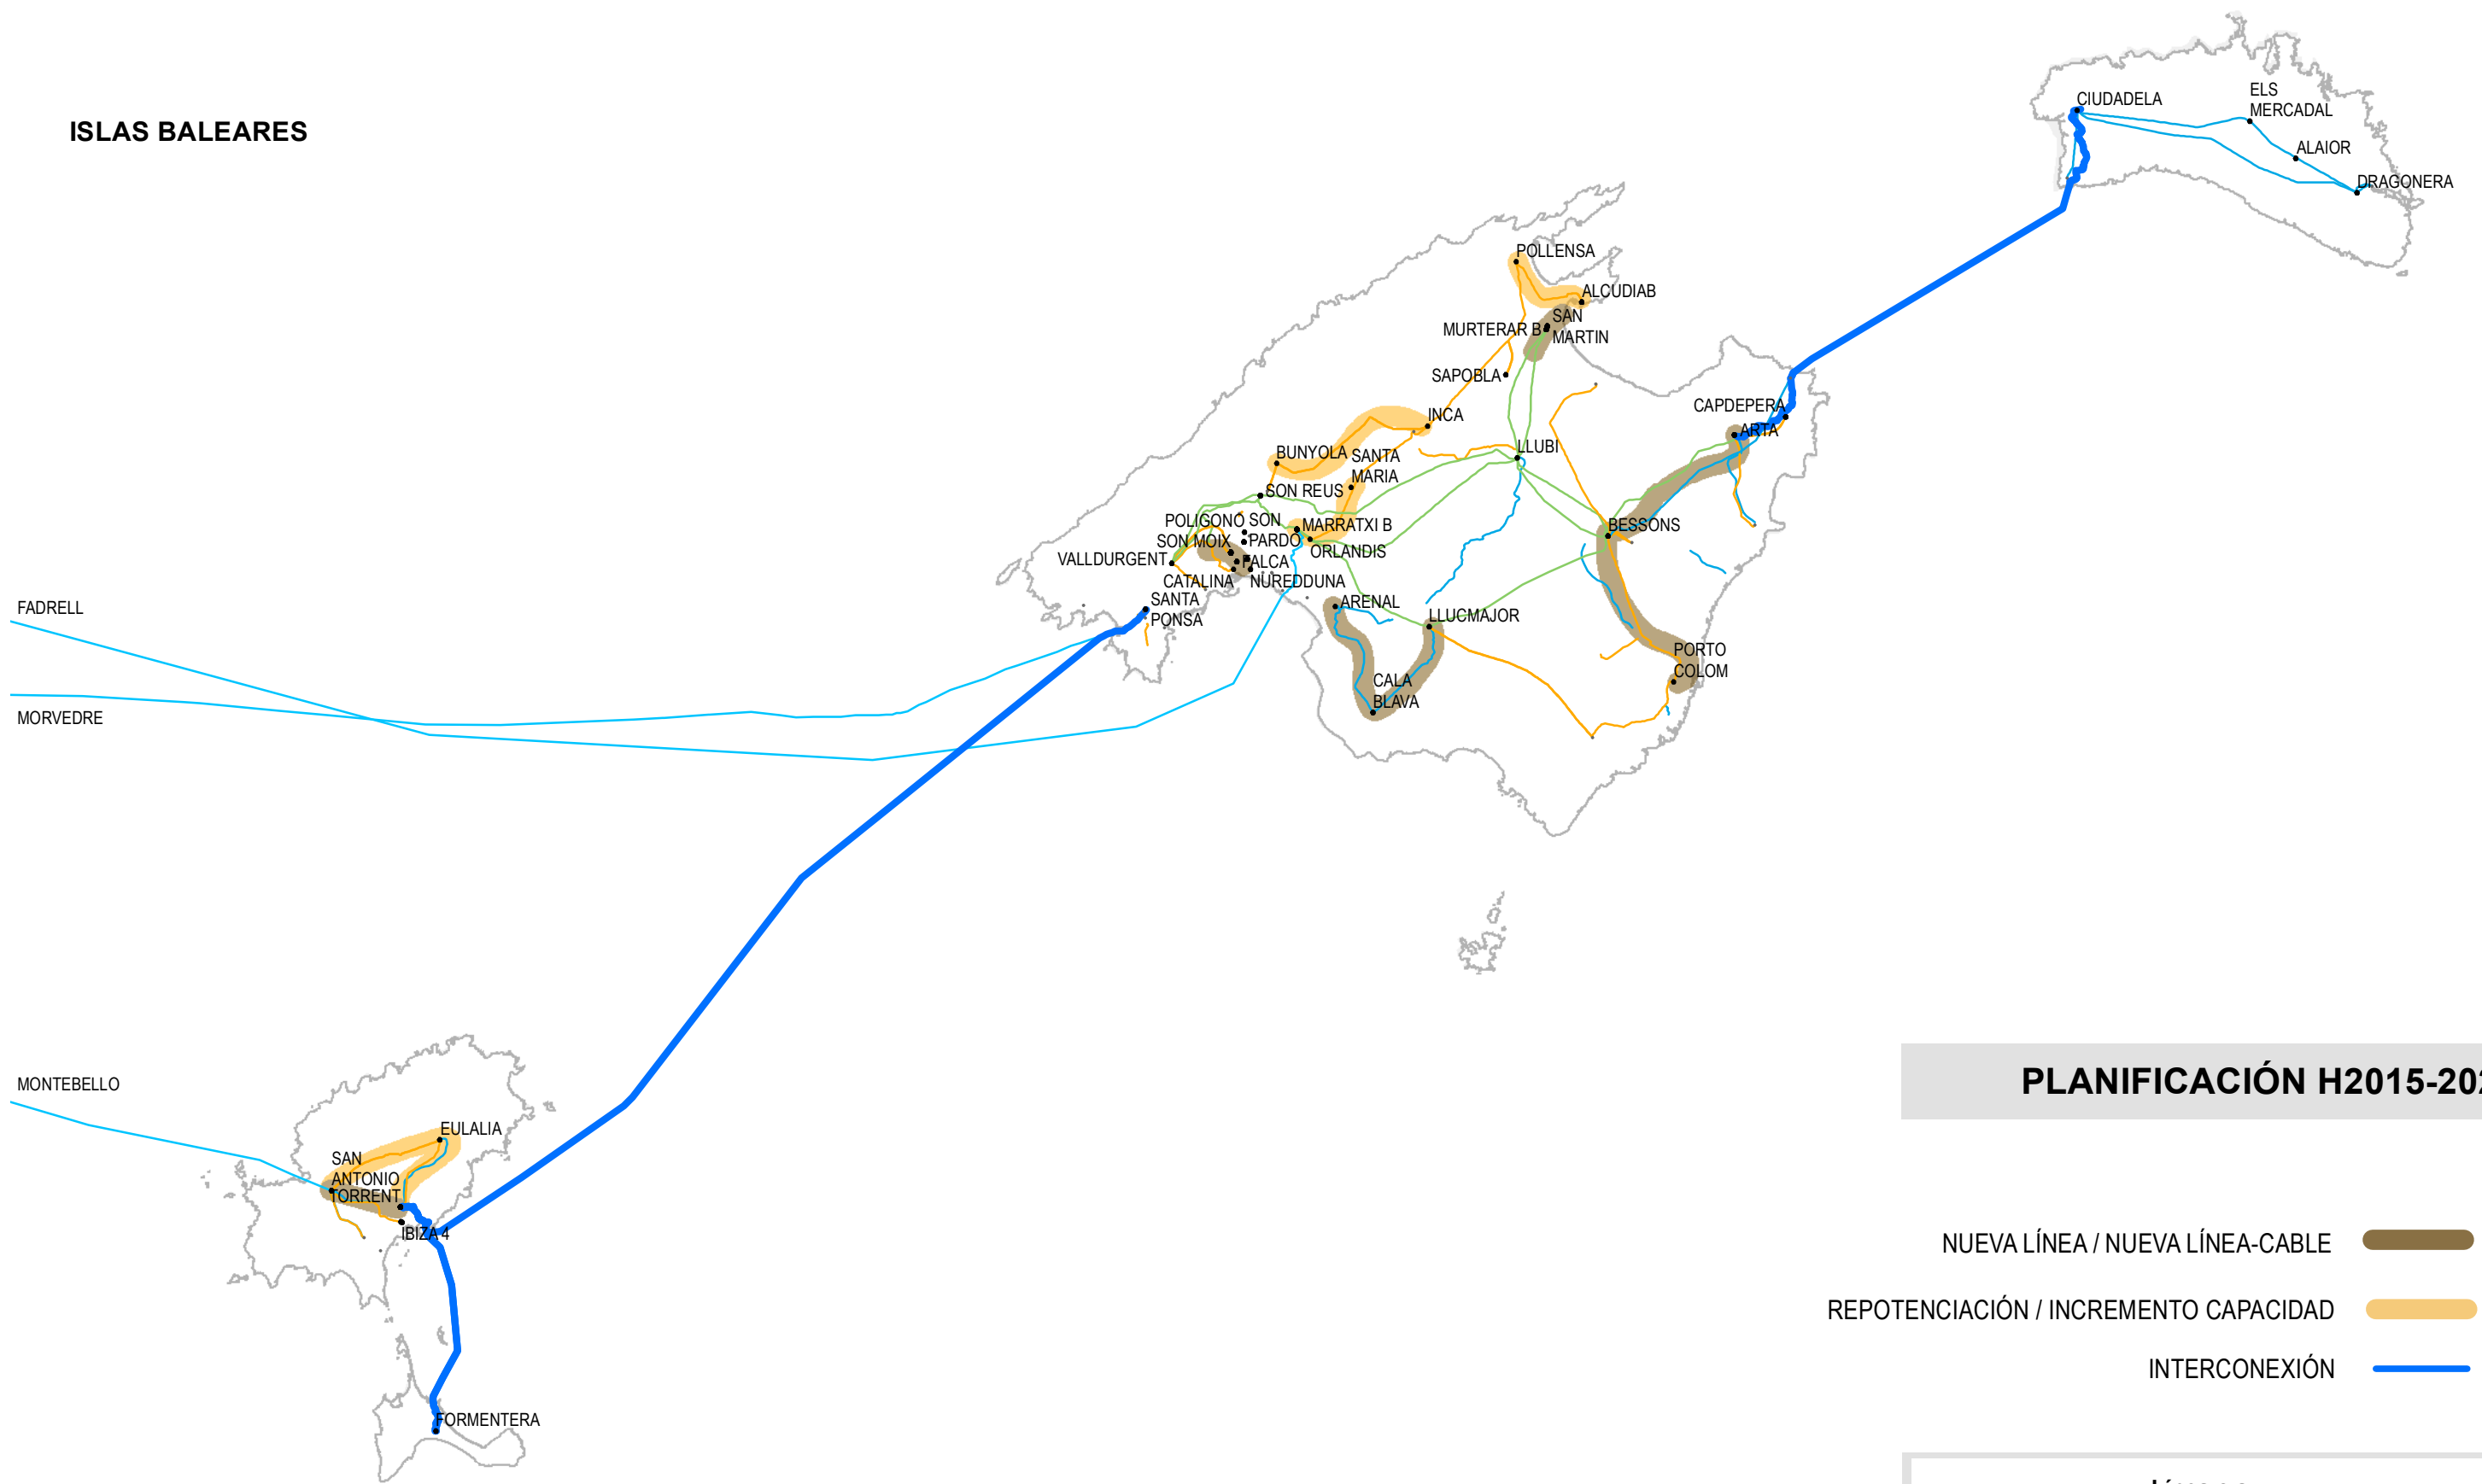 ISLAS BALEARES
CIUDADELA
ELS
MERCADAL
ALAIOR
DRAGONERA
POLLENSA
ALCUDIAB
SAN
MURTERAR B
MARTIN
SAPOBLA
CAPDEPERA
INCA
ARTA
BUNYOLA
SANTA
MARIA
LLUBI
SON REUS
POLIGONO
SON
MARRATXI B
BESSONS
SON MOIX
PARDO
ORLANDIS
VALLDURGENT
FALCA
CATALINA
NUREDDUNA
SANTA
PONSA
ARENAL
LLUCMAJOR
FADRELL
PORTO
COLOM
CALA
BLAVA
MORVEDRE
MONTEBELLO
PLANIFICACIÓN H2015-202
EULALIA
SAN
ANTONIO
TORRENT
IBIZA 4
NUEVA LÍNEA / NUEVA LÍNEA-CABLE
REPOTENCIACIÓN / INCREMENTO CAPACIDAD
INTERCONEXIÓN
FORMENTERA